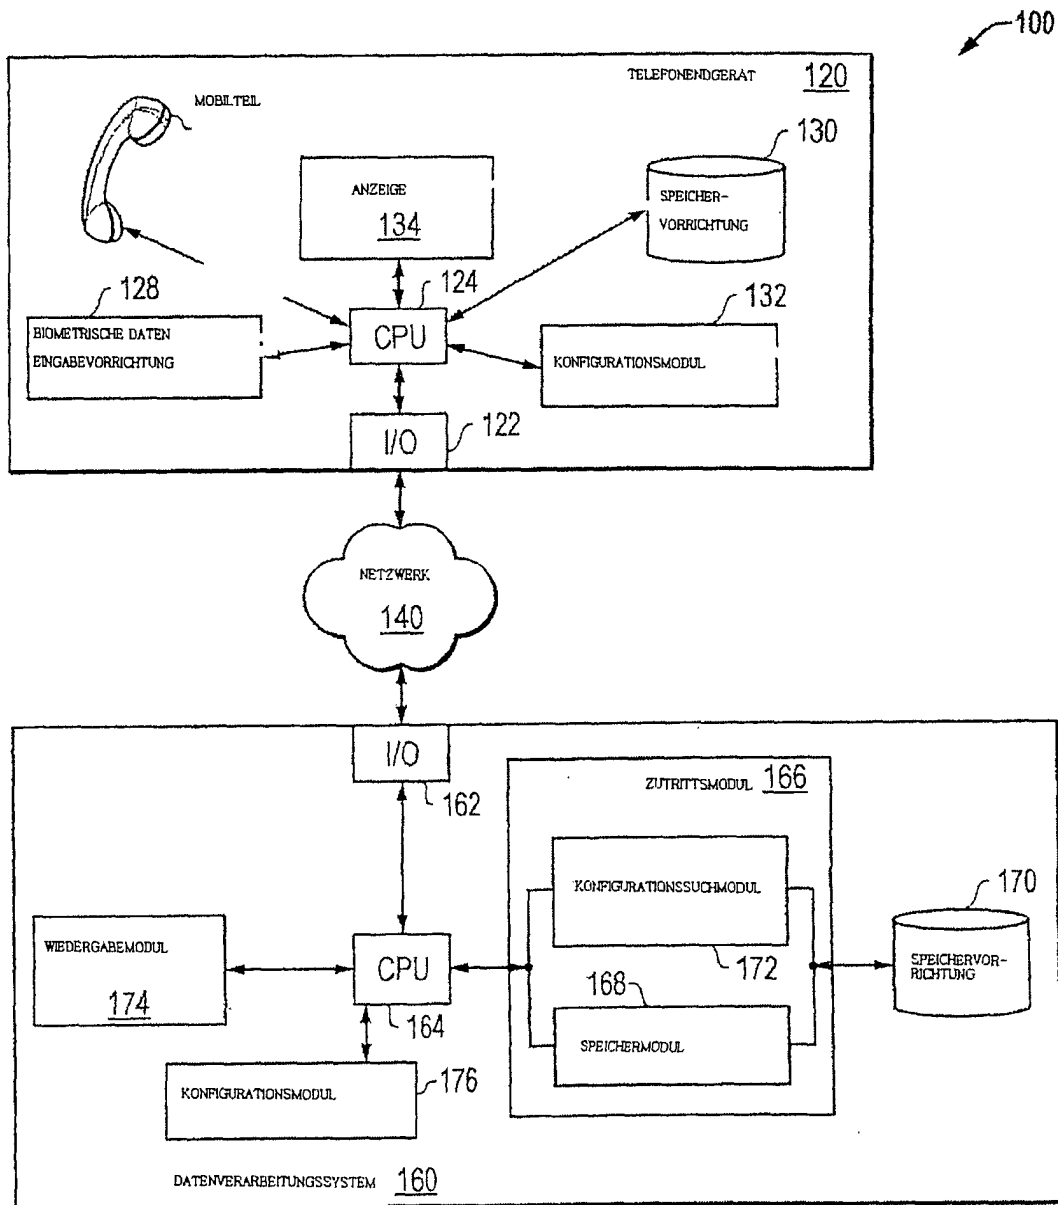 100
TELEFONENDGERÄT 120
MOBILTEIL
130
ANZEIGE
134
SPEICHER-
VORRICHTUNG
128
124
132
BIOMETRISCHE DATEN
EINGABEVORRICHTUNG
CPU
KONFIGURATIONSMODUL
I/O
122
NETZWERK
140
I/O
162
ZUTRITTSMODUL 166
KONFIGURATIONSSUCHMODUL
172
170
WIEDERGABEMODUL
174
CPU
164
SPEICHERVOR-
RICHTUNG
168
SPEICHERMODUL
KONFIGURATIONSMODUL
176
DATENVERARBEITUNGSSYSTEM 160